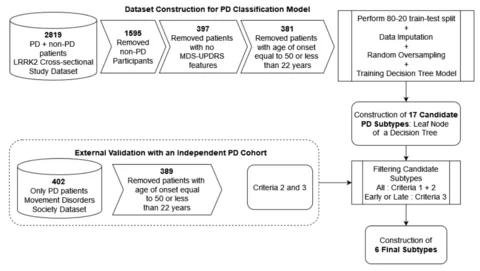 Dataset Construction for PD Classification Model
2819
PD + non-PD
patients
LRRK2 Cross-sectional
Study Dataset
1595
Removed
non-PD
Participants
397
Removed patients
with no
MDS-UPDRS
features
381
Removed patients
with age of onset
equal to 50 or less
than 22 years
Perform 80-20 train-test split
+
Data Imputation
+
Random Oversampling
+
Training Decision Tree Model
Construction of 17 Candidate
PD Subtypes: Leaf Node
of a Decision Tree
External Validation with an Independent PD Cohort
402
Only PD patients
Movement Disorders
Society Dataset
389
Removed patients with
age of onset equal
to 50 or less
than 22 years
Criteria 2 and 3
Filtering Candidate
Subtypes
All : Criteria 1 + 2
Early or Late : Criteria 3
Construction of
6 Final Subtypes